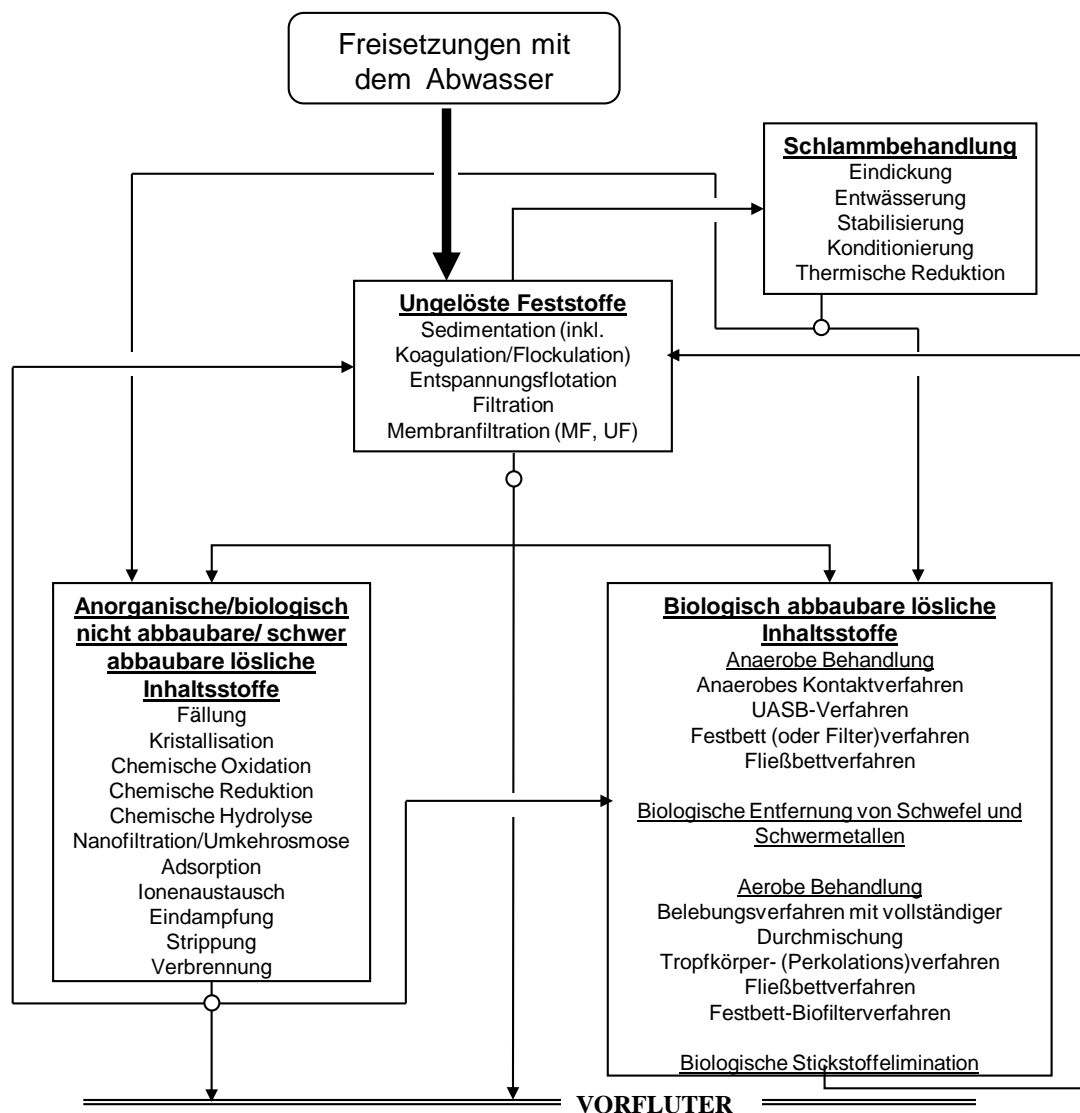 Freisetzungen mit
dem Abwasser
Schlammbehandlung
Eindickung
Entwässerung
Stabilisierung
Konditionierung
Thermische Reduktion
Ungelöste Feststoffe
Sedimentation (inkl.
Koagulation/Flockulation)
Entspannungsflotation
Filtration
Membranfiltration (MF, UF)
Anorganische/biologisch
nicht abbaubare/ schwer
abbaubare lösliche
Inhaltsstoffe
Fällung
Kristallisation
Chemische Oxidation
Chemische Reduktion
Chemische Hydrolyse
Nanofiltration/Umkehrosmose
Adsorption
Ionenaustausch
Eindampfung
Strippung
Verbrennung
Biologisch abbaubare lösliche
Inhaltsstoffe
Anaerobe Behandlung
Anaerobes Kontaktverfahren
UASB-Verfahren
Festbett (oder Filter)verfahren
Fließbettverfahren
Biologische Entfernung von Schwefel und
Schwermetallen
Aerobe Behandlung
Belebungsverfahren mit vollständiger
Durchmischung
Tropfkörper- (Perkolations)verfahren
Fließbettverfahren
Festbett-Biofilterverfahren
Biologische Stickstoffelimination
VORFLUTER